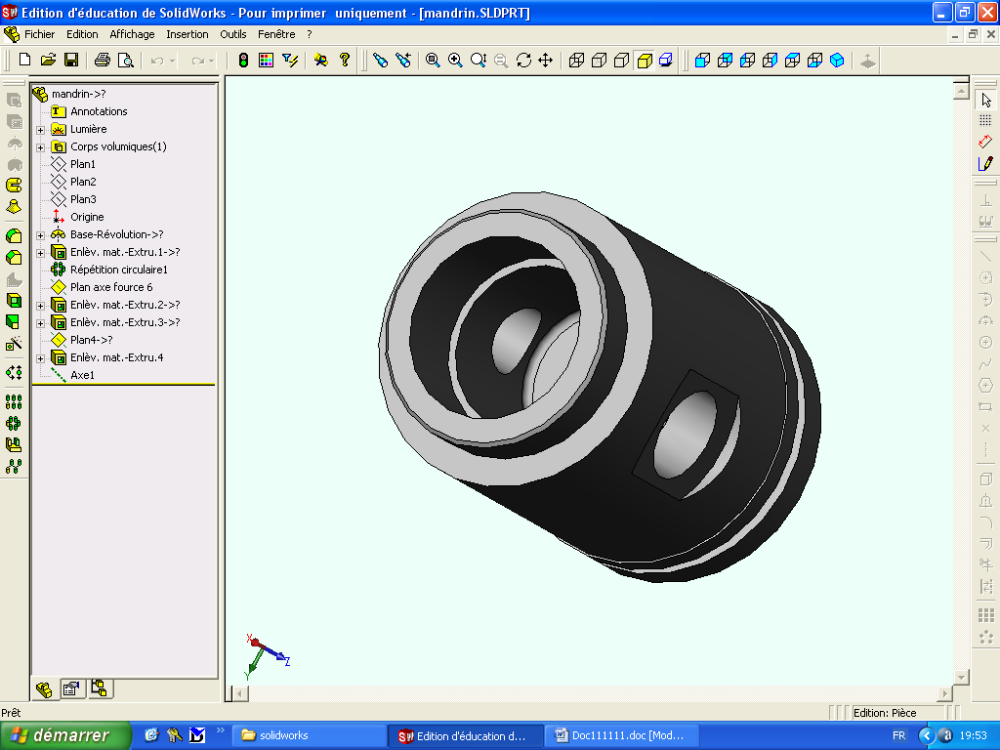 Edition d'éducation de SolidWorks - Pour imprimer uniquement - [mandrin.SLDPRT]
Fichier Edition Affichage Insertion Outils Fenêtre ?
mandrin->?
Annotations
Lumière
Corps volumiques(1)
Plan1
Plan2
Plan3
Origine
Base-Révolution->?
Enlèv. mat.-Extru.1->?
Répétition circulaire1
Plan axe fource 6
Enlèv. mat.-Extru.2->?
Enlèv. mat.-Extru.3->?
Plan4->?
Enlèv. mat.-Extru.4
Axe1
X
Z
Y
Prêt
Edition: Pièce
démarrer
solidworks
Edition d'éducation d...
Doc111111.doc [Mod...
FR
19:53